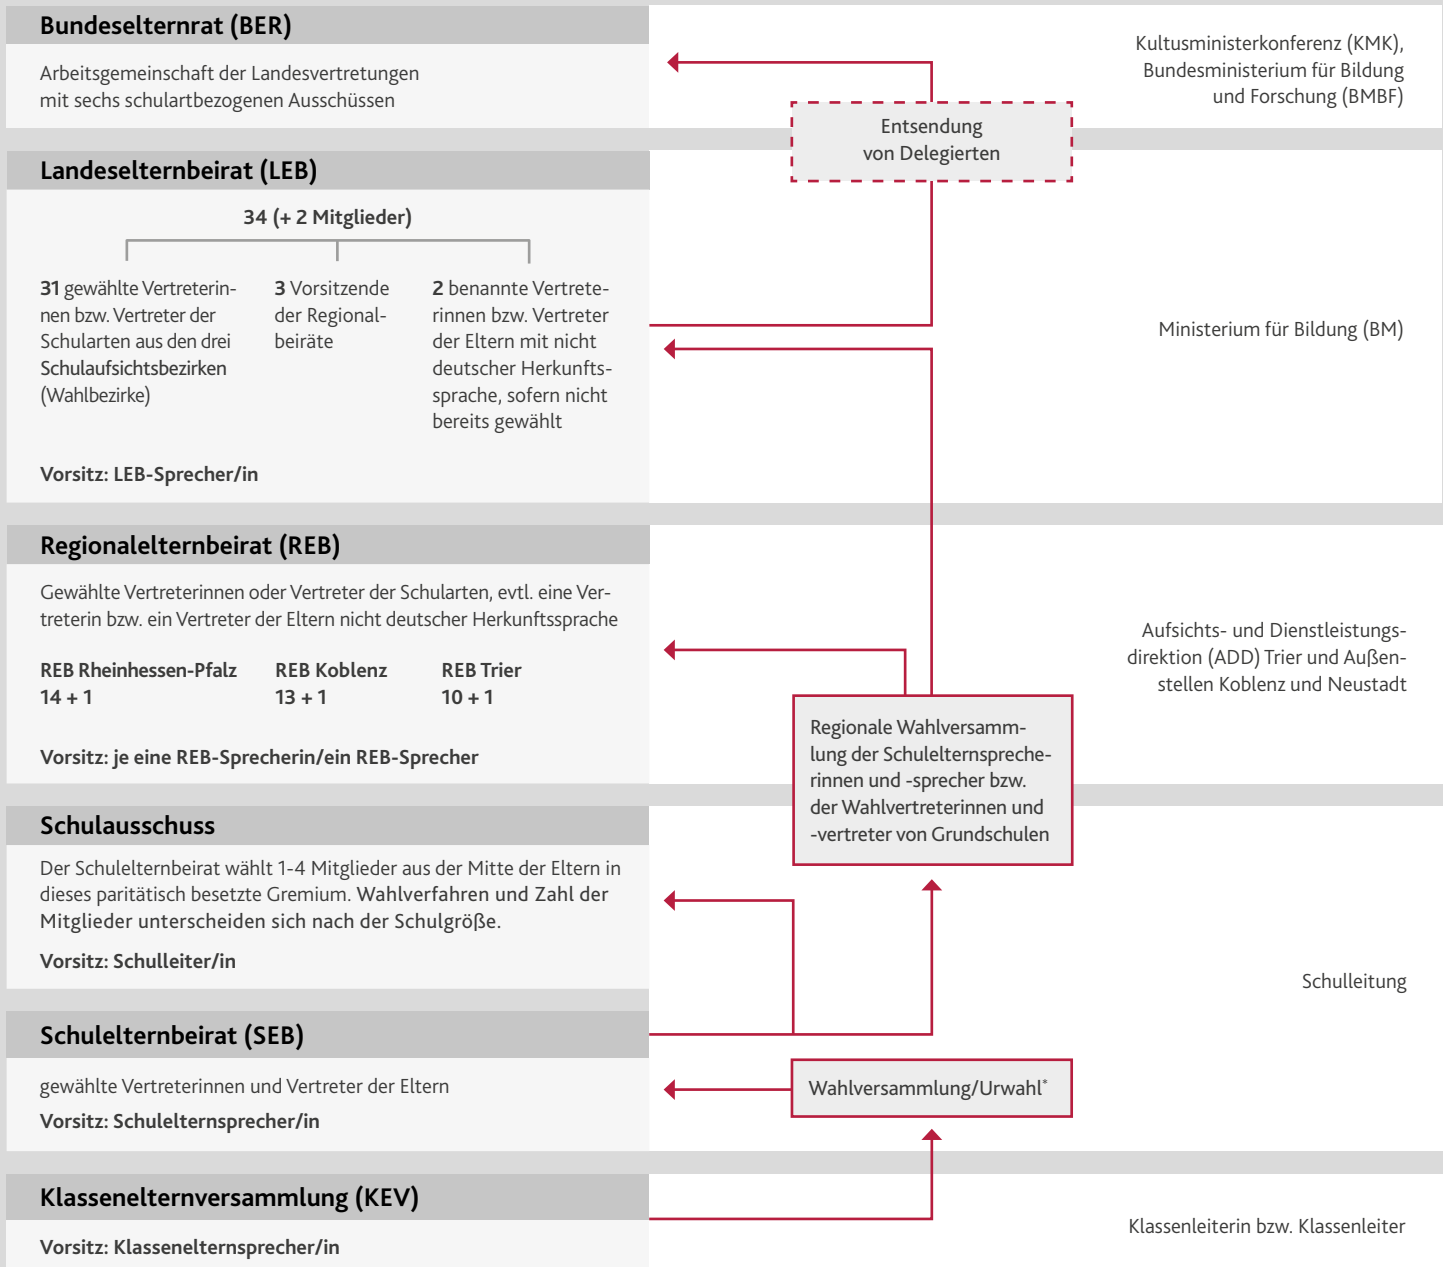 Bundeselternrat (BER)
Arbeitsgemeinschaft der Landesvertretungen
mit sechs schulartbezogenen Ausschüssen
Kultusministerkonferenz (KMK),
Bundesministerium für Bildung
und Forschung (BMBF)
Entsendung
von Delegierten
Landeselternbeirat (LEB)
34 (+ 2 Mitglieder)
31 gewählte Vertreterin-
nen bzw. Vertreter der
Schularten aus den drei
Schulaufsichtsbezirken
(Wahlbezirke)
3 Vorsitzende
der Regional-
beiräte
2 benannte Vertrete-
rinnen bzw. Vertreter
der Eltern mit nicht
deutscher Herkunfts-
sprache, sofern nicht
bereits gewählt
Vorsitz: LEB-Sprecher/in
Ministerium für Bildung (BM)
Regionalelternbeirat (REB)
Gewählte Vertreterinnen oder Vertreter der Schularten, evtl. eine Ver-
treterin bzw. ein Vertreter der Eltern nicht deutscher Herkunftssprache
REB Rheinhessen-Pfalz
14 + 1
REB Koblenz
13 + 1
REB Trier
10 + 1
Vorsitz: je eine REB-Sprecherin/ein REB-Sprecher
Aufsichts- und Dienstleistungs-
direktion (ADD) Trier und Außen-
stellen Koblenz und Neustadt
Regionale Wahlversamm-
lung der Schulelternspreche-
rinnen und -sprecher bzw.
der Wahlvertreterinnen und
-vertreter von Grundschulen
Schulausschuss
Der Schulelternbeirat wählt 1-4 Mitglieder aus der Mitte der Eltern in
dieses paritätisch besetzte Gremium. Wahlverfahren und Zahl der
Mitglieder unterscheiden sich nach der Schulgröße.
Vorsitz: Schulleiter/in
Schulleitung
Schulelternbeirat (SEB)
gewählte Vertreterinnen und Vertreter der Eltern
Vorsitz: Schulelternsprecher/in
Wahlversammlung/Urwahl*
Klassenelternversammlung (KEV)
Vorsitz: Klassenelternsprecher/in
Klassenleiterin bzw. Klassenleiter